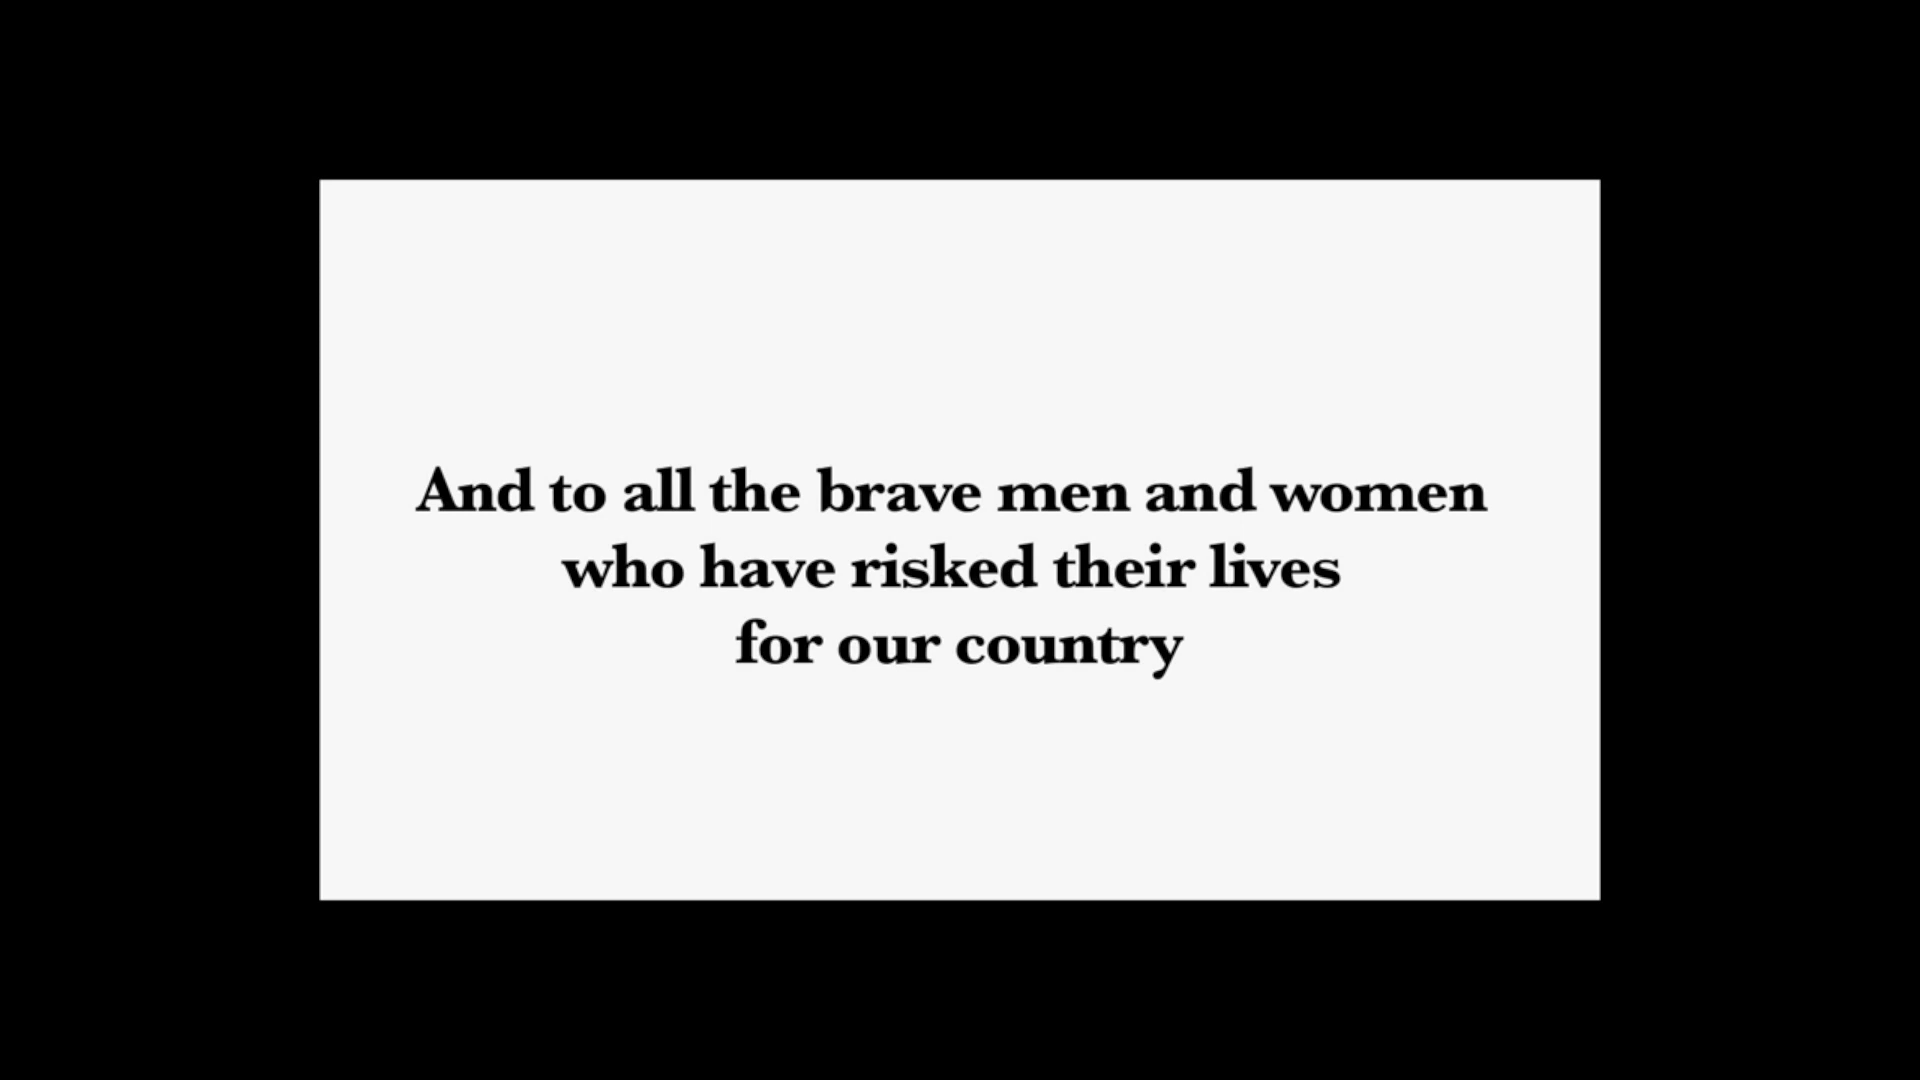 And to all the brave men and women
who have risked their lives
for our country